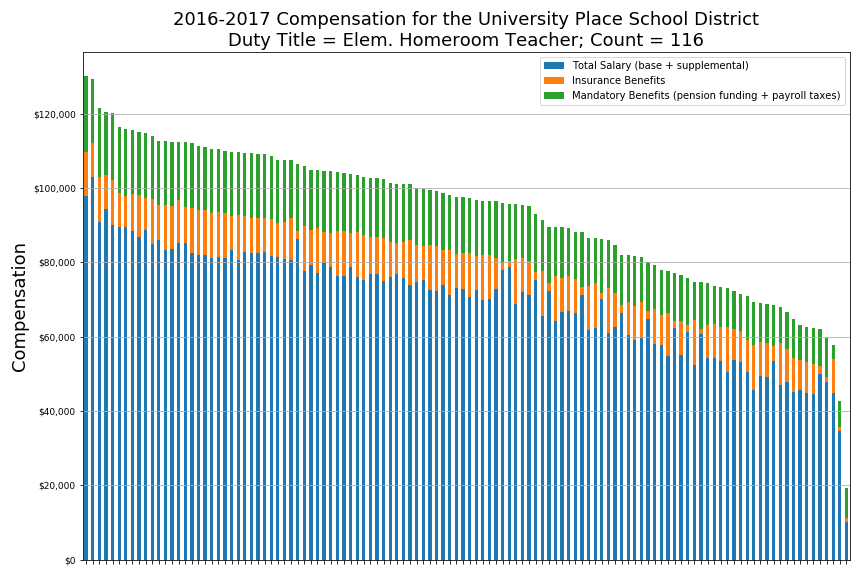 2016-2017 Compensation for the University Place School District
Duty Title = Elem. Homeroom Teacher; Count = 116
Total Salary (base + supplemental)
Insurance Benefits
Mandatory Benefits (pension funding + payroll taxes)
$120,000
$100,000
$80,000
$60,000
$40,000
$20,000
$0
Compensation